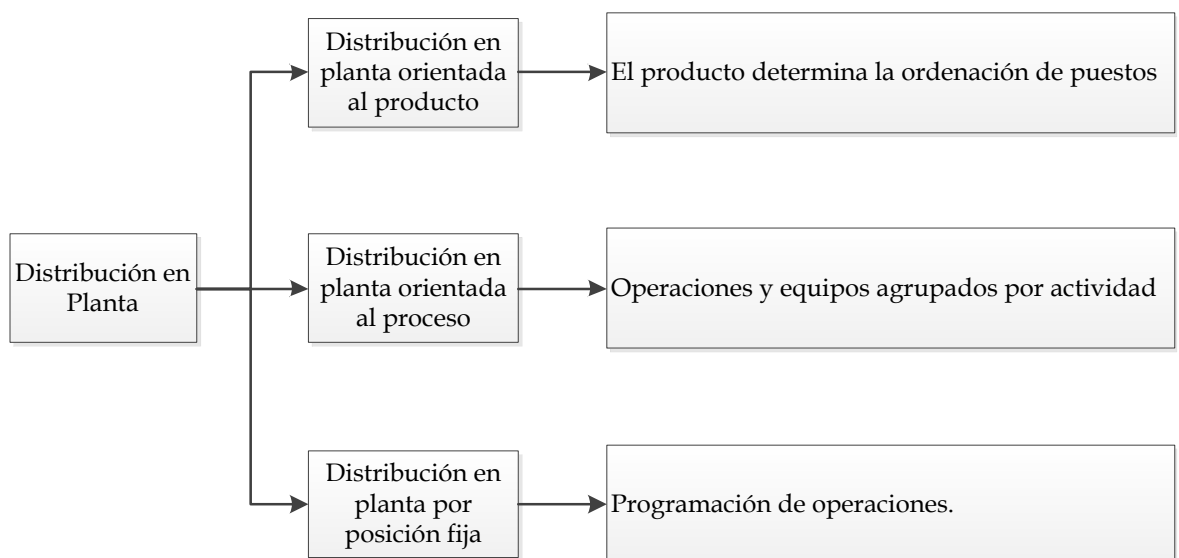 Distribución en
planta orientada
al producto
El producto determina la ordenación de puestos
Distribución en
Planta
Distribución en
planta orientada
al proceso
Operaciones y equipos agrupados por actividad
Distribución en
planta por
posición fija
Programación de operaciones.